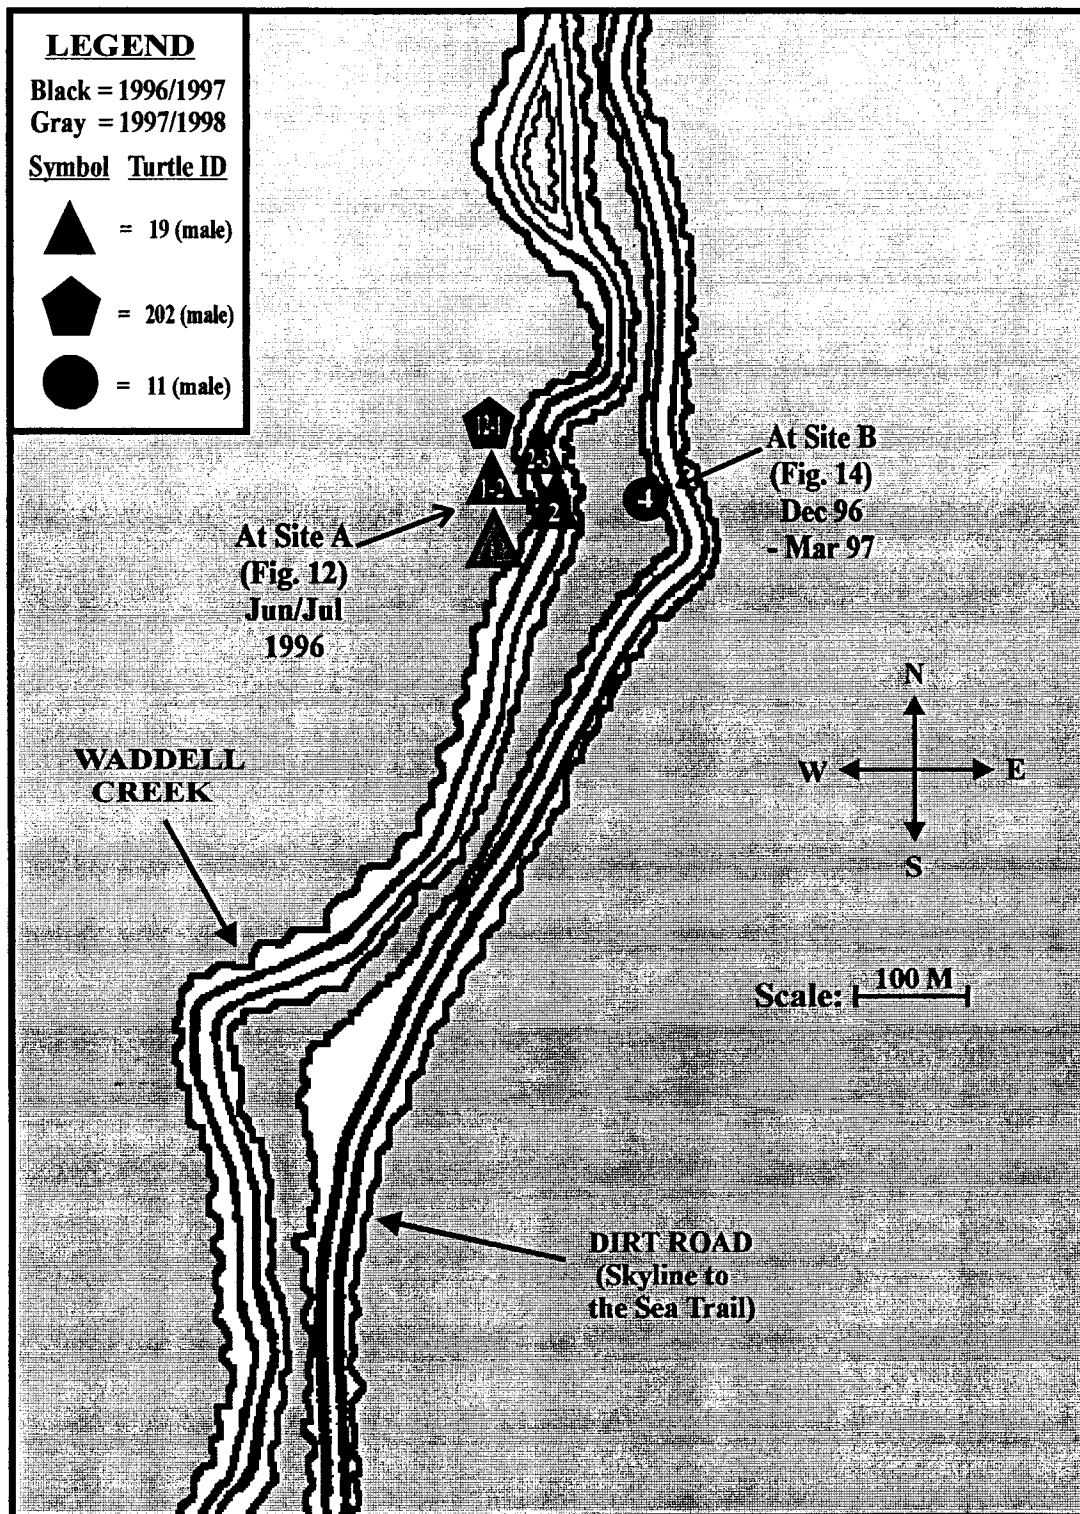 LEGEND
Black = 1996/1997
Gray = 1997/1998
Symbol Turtle ID
= 19 (male)
= 202 (male)
= 11 (male)
At Site B
(Fig. 14)
Dec 96
- Mar 97
At Site A
(Fig. 12)
Jun/Jul
1996
N
W E
S
WADDELL
CREEK
Scale: 100 M
DIRT ROAD
(Skyline to
the Sea Trail)